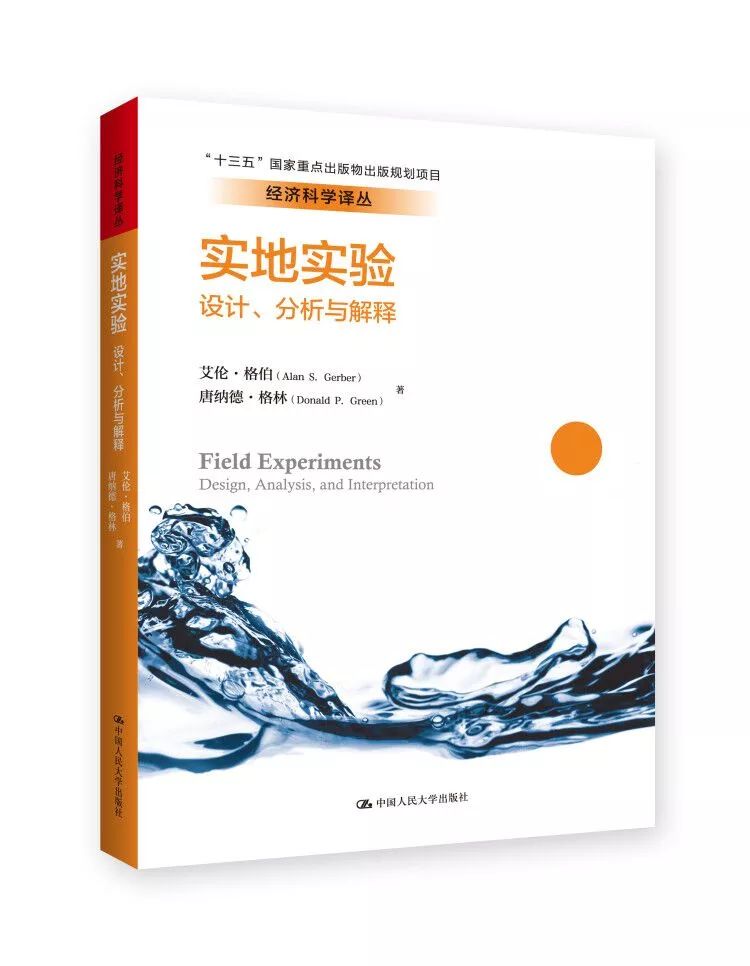 “十三五”国家重点出版物出版规划项目
经济科学译丛
实地实验
设计、分析与解释
艾伦·格伯(Alan S. Gerber)
唐纳德·格林(Donald P. Green)
著
Field Experiments
Design, Analysis, and Interpretation
中国人民大学出版社
经济科学译丛
实地实验
设计、分析与解释
艾伦·格伯
唐纳德·格林
著
中国人民大学出版社